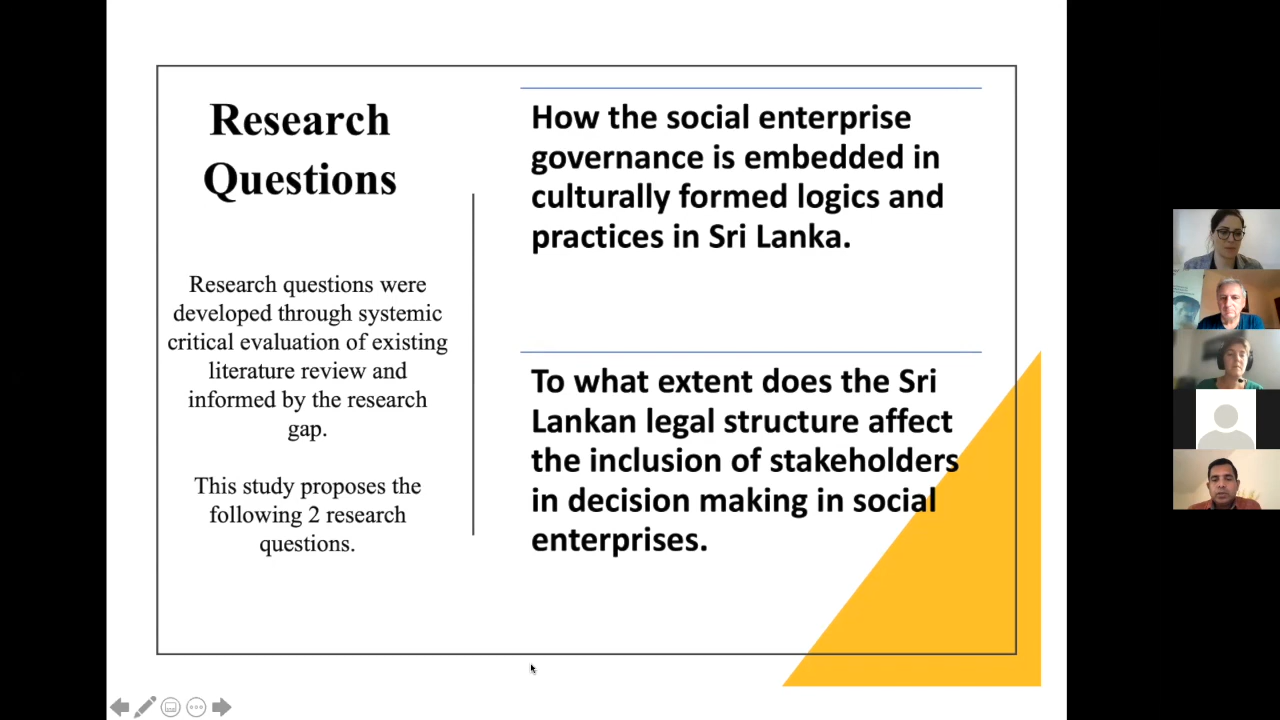 Research
Questions
Research questions were
developed through systemic
critical evaluation of existing
literature review and
informed by the research
gap.
This study proposes the
following 2 research
questions.
How the social enterprise
governance is embedded in
culturally formed logics and
practices in Sri Lanka.
To what extent does the Sri
Lankan legal structure affect
the inclusion of stakeholders
in decision making in social
enterprises.